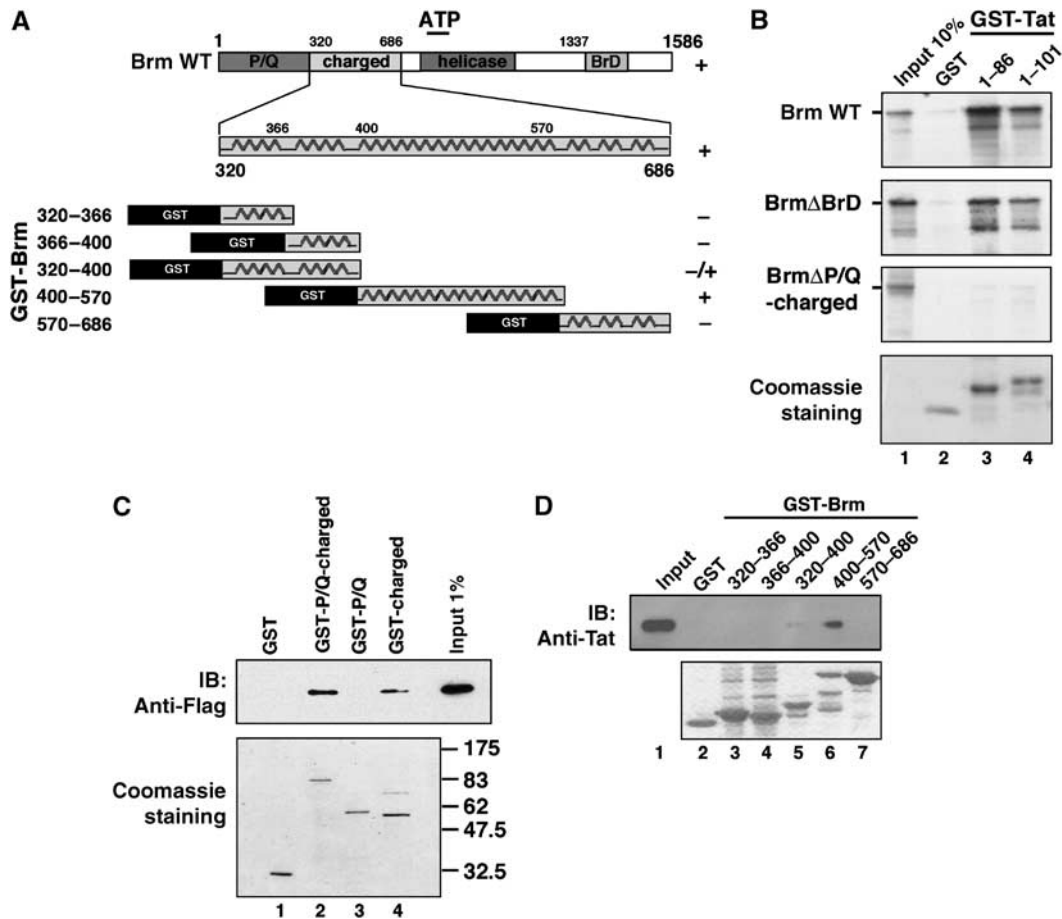 A
ATP
1 320 686 1337 1586
Brm WT P/Q charged helicase BrD +
366 400 570
+
320 686
GST-Brm
320–366 GST –
366–400 GST –
320–400 GST –/+
400–570 GST +
570–686 GST –
B
GST-Tat
Input 10% GST 1–86 1–101
Brm WT
BrmΔBrD
BrmΔP/Q
-charged
Coomassie
staining
1 2 3 4
C
GST GST-P/Q-charged GST-P/Q GST-charged Input 1%
IB:
Anti-Flag
Coomassie
staining
175
83
62
47.5
32.5
1 2 3 4
D
GST-Brm
Input GST 320–366 366–400 320–400 400–570 570–686
IB:
Anti-Tat
1 2 3 4 5 6 7